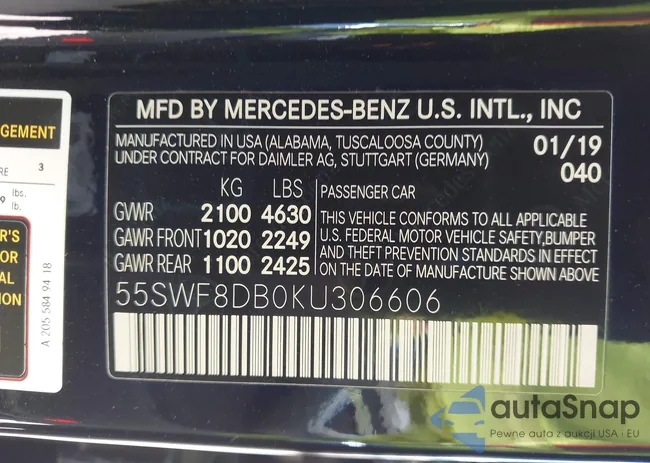 GEMENT
RE 3
9 lbs.
lb.
R'S
OR
AL
ION
A 205 584 94 18
MFD BY MERCEDES-BENZ U.S. INTL., INC
MANUFACTURED IN USA (ALABAMA, TUSCALOOSA COUNTY)
UNDER CONTRACT FOR DAIMLER AG, STUTTGART (GERMANY)
01/19
040
KG LBS
GWR 2100 4630
GAWR FRONT 1020 2249
GAWR REAR 1100 2425
PASSENGER CAR
THIS VEHICLE CONFORMS TO ALL APPLICABLE
U.S. FEDERAL MOTOR VEHICLE SAFETY,BUMPER
AND THEFT PREVENTION STANDARDS IN EFFECT
ON THE DATE OF MANUFACTURE SHOWN ABOVE
55SWF8DB0KU306606
autaSnap
Pewne auta z aukcji USA i EU